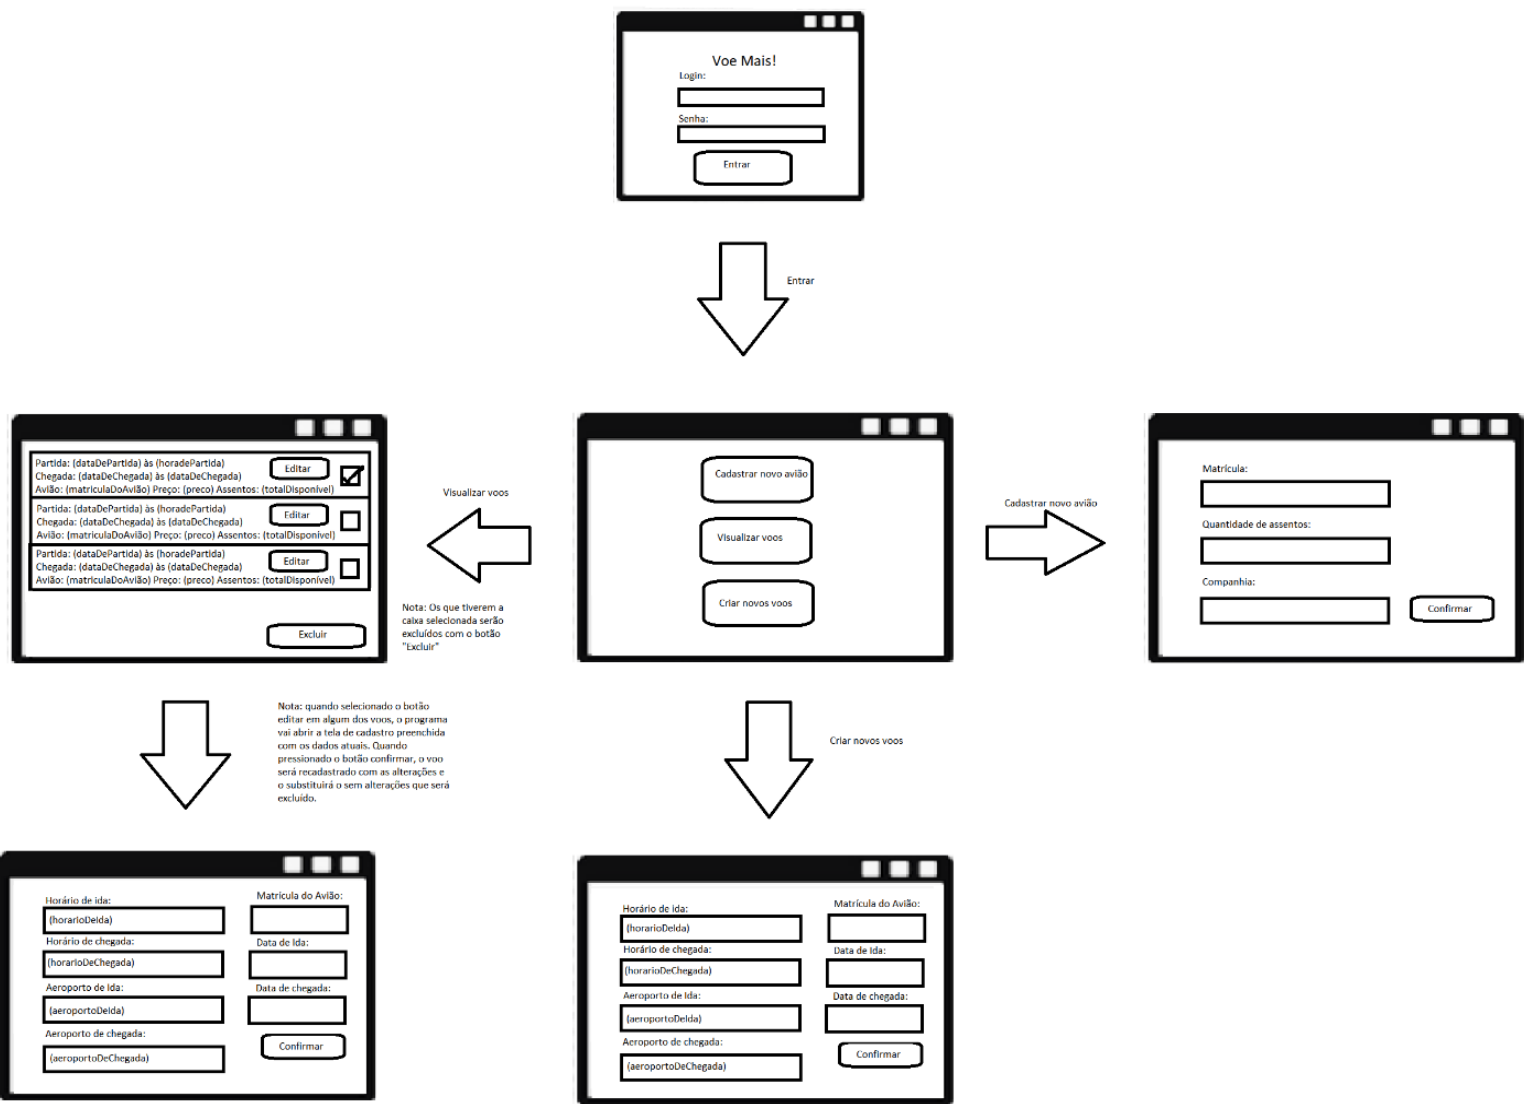 Voe Mais!
Login:
Senha:
Entrar
Entrar
Partida: (dataDePartida) às (horadePartida)
Chegada: (dataDeChegada) às (dataDeChegada)
Avião: (matriculaDoAvião) Preço: (preco) Assentos: (totalDisponível)
Editar
Partida: (dataDePartida) às (horadePartida)
Chegada: (dataDeChegada) às (dataDeChegada)
Avião: (matriculaDoAvião) Preço: (preco) Assentos: (totalDisponível)
Editar
Partida: (dataDePartida) às (horadePartida)
Chegada: (dataDeChegada) às (dataDeChegada)
Avião: (matriculaDoAvião) Preço: (preco) Assentos: (totalDisponível)
Editar
Excluir
Visualizar voos
Nota: Os que tiverem a
caixa selecionada serão
excluídos com o botão
"Excluir"
Cadastrar novo avião
Visualizar voos
Criar novos voos
Cadastrar novo avião
Matrícula:
Quantidade de assentos:
Companhia:
Confirmar
Nota: quando selecionado o botão
editar em algum dos voos, o programa
vai abrir a tela de cadastro preenchida
com os dados atuais. Quando
pressionado o botão confirmar, o voo
será recadastrado com as alterações e
o substituirá o sem alterações que será
excluído.
Criar novos voos
Horário de ida:
(horarioDeIda)
Horário de chegada:
(horarioDeChegada)
Aeroporto de Ida:
(aeroportoDeIda)
Aeroporto de chegada:
(aeroportoDeChegada)
Matrícula do Avião:
Data de Ida:
Data de chegada:
Confirmar
Horário de ida:
(horarioDeIda)
Horário de chegada:
(horarioDeChegada)
Aeroporto de Ida:
(aeroportoDeIda)
Aeroporto de chegada:
(aeroportoDeChegada)
Matrícula do Avião:
Data de Ida:
Data de chegada:
Confirmar